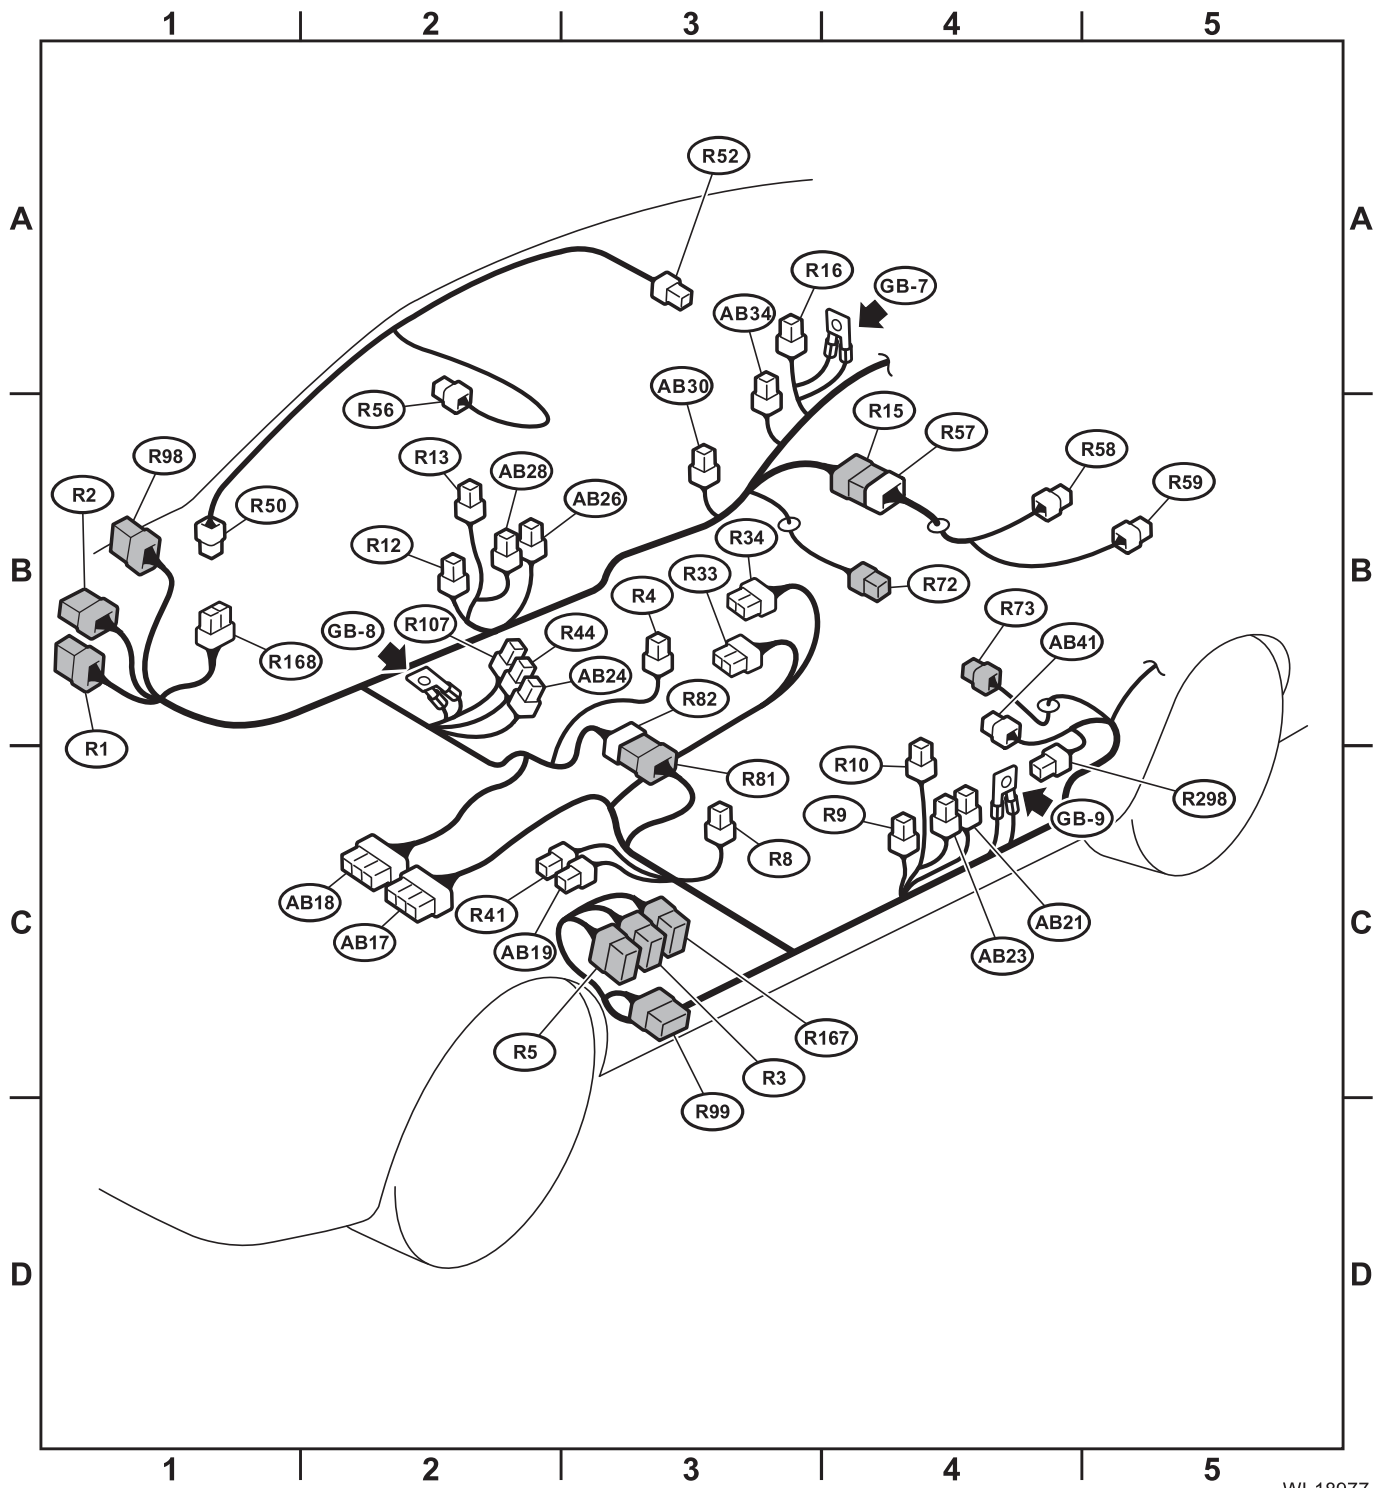 1 2 3 4 5
R52
A A
R16
GB-7
AB34
AB30
R56 R15
R57
R98 R13 R58
AB28
R2 R59
R50 AB26
R12 R34
B B
R33 R72
R4 R73
GB-8 R107 R44 AB41
R168
AB24
R82
R1
R10 R81
R298
R9 GB-9
R8
AB18
R41
C AB21 C
AB17
AB19 AB23
R167
R5
R3
R99
D D
1 2 3 4 5